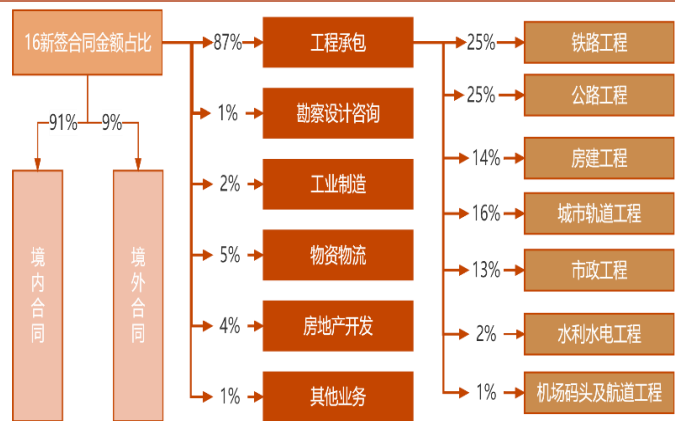 16新签合同金额占比
87%
工程承包
25%
铁路工程
25%
公路工程
1%
勘察设计咨询
91%
9%
14%
房建工程
2%
工业制造
16%
城市轨道工程
境内合同
境外合同
5%
物资物流
13%
市政工程
4%
房地产开发
2%
水利水电工程
1%
其他业务
1%
机场码头及航道工程